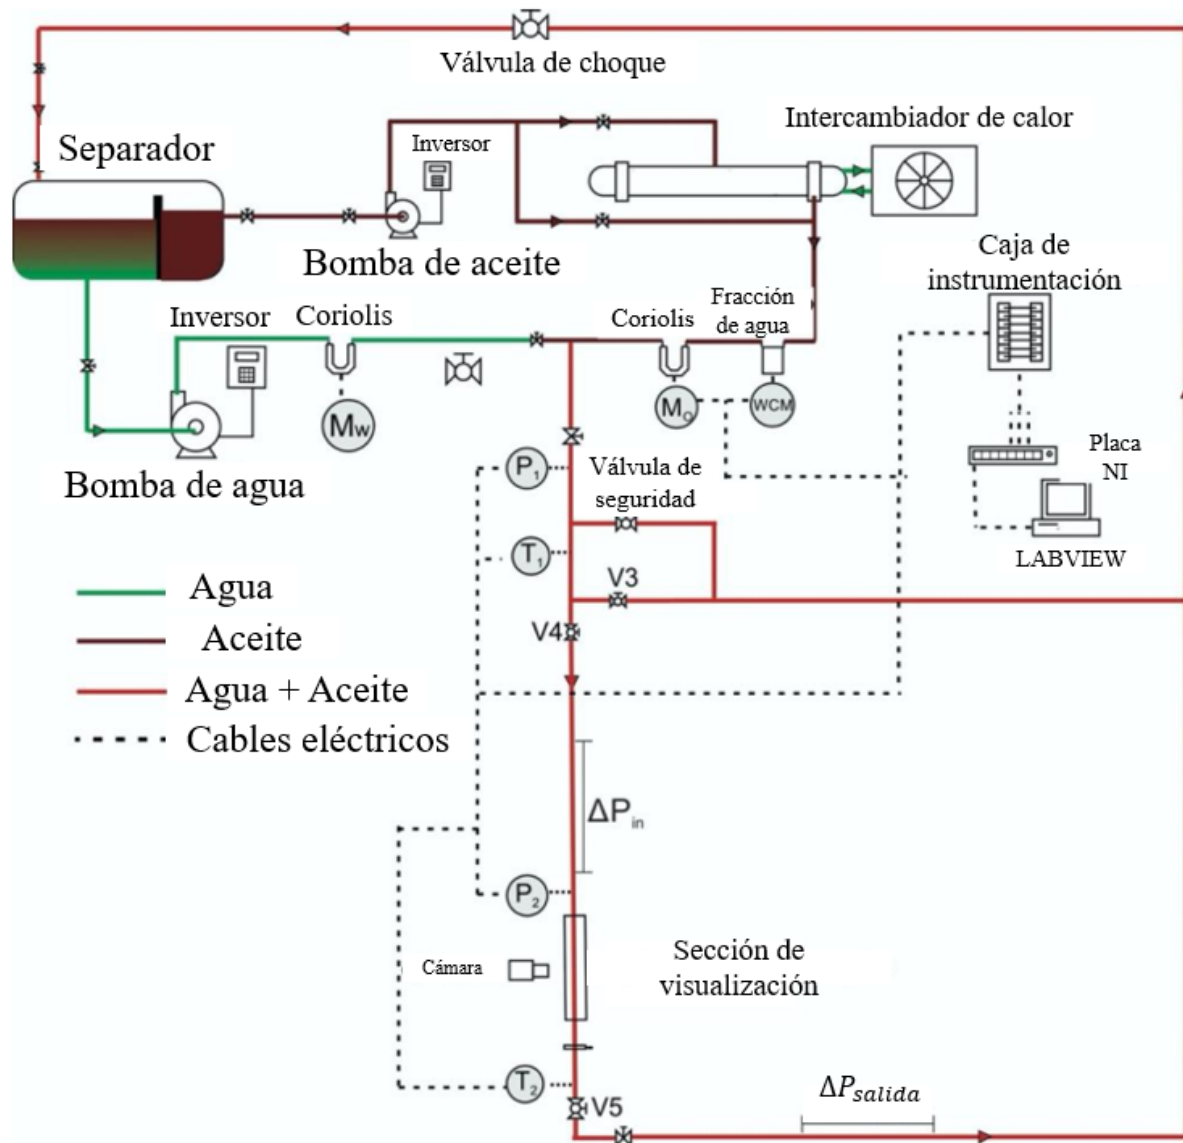 Válvula de choque
Separador
Inversor
Intercambiador de calor
Bomba de aceite
Caja de
instrumentación
Inversor
Coriolis
Coriolis
Fracción
de agua
Mw
Mo
WCM
Bomba de agua
P1
Válvula de
seguridad
Placa
NI
LABVIEW
T1
V3
V4
Agua
Aceite
Agua + Aceite
Cables eléctricos
ΔPin
P2
Cámara
Sección de
visualización
T2
V5
ΔPsalida